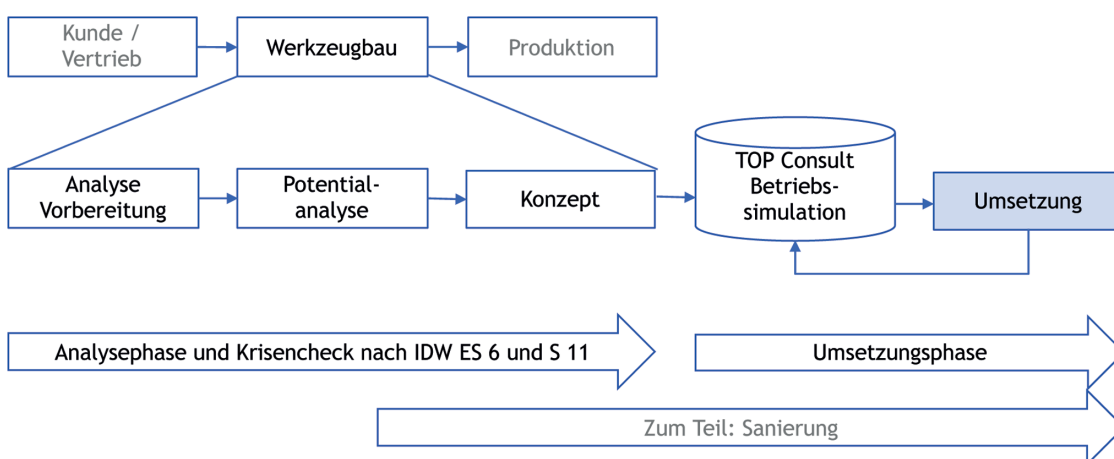 Kunde /
Vertrieb
Werkzeugbau
Produktion
Analyse
Vorbereitung
Potential-
analyse
Konzept
TOP Consult
Betriebs-
simulation
Umsetzung
Analysephase und Krisencheck nach IDW ES 6 und S 11
Umsetzungsphase
Zum Teil: Sanierung